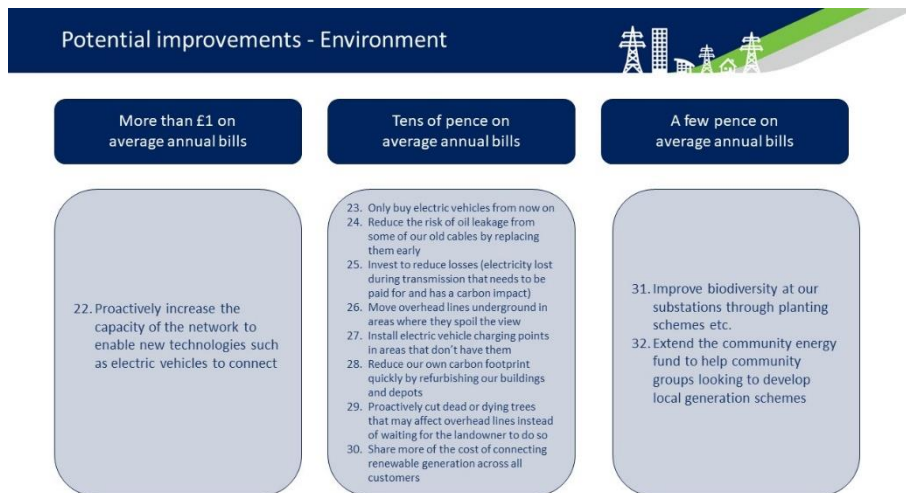 Potential improvements - Environment
More than £1 on
average annual bills
22. Proactively increase the
capacity of the network to
enable new technologies such
as electric vehicles to connect
Tens of pence on
average annual bills
23. Only buy electric vehicles from now on
24. Reduce the risk of oil leakage from
some of our old cables by replacing
them early
25. Invest to reduce losses (electricity lost
during transmission that needs to be
paid for and has a carbon impact)
26. Move overhead lines underground in
areas where they spoil the view
27. Install electric vehicle charging points
in areas that don't have them
28. Reduce our own carbon footprint
quickly by refurbishing our buildings
and depots
29. Proactively cut dead or dying trees
that may affect overhead lines instead
of waiting for the landowner to do so
30. Share more of the cost of connecting
renewable generation across all
customers
A few pence on
average annual bills
31. Improve biodiversity at our
substations through planting
schemes etc.
32. Extend the community energy
fund to help community
groups looking to develop
local generation schemes